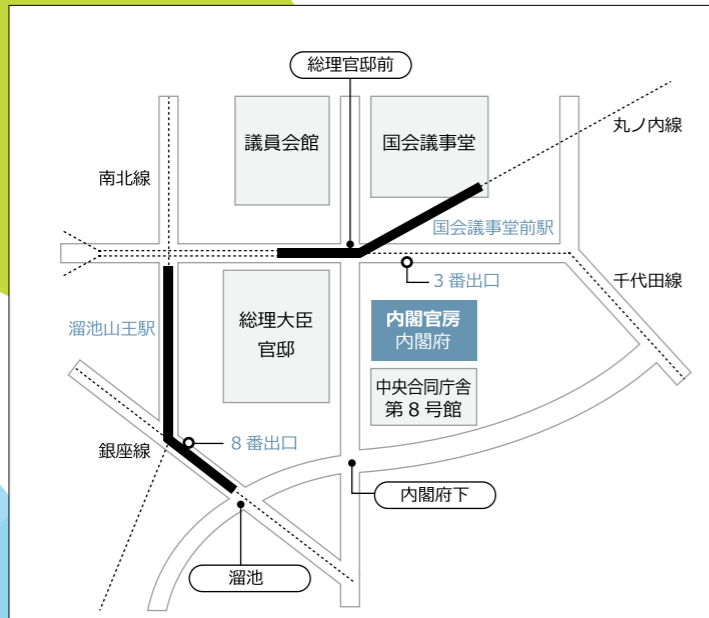 総理官邸前
議員会館
国会議事堂
丸ノ内線
南北線
国会議事堂前駅
3番出口
千代田線
溜池山王駅
総理大臣
官邸
内閣官房
内閣府
中央合同庁舎
第8号館
銀座線
8番出口
内閣府下
溜池